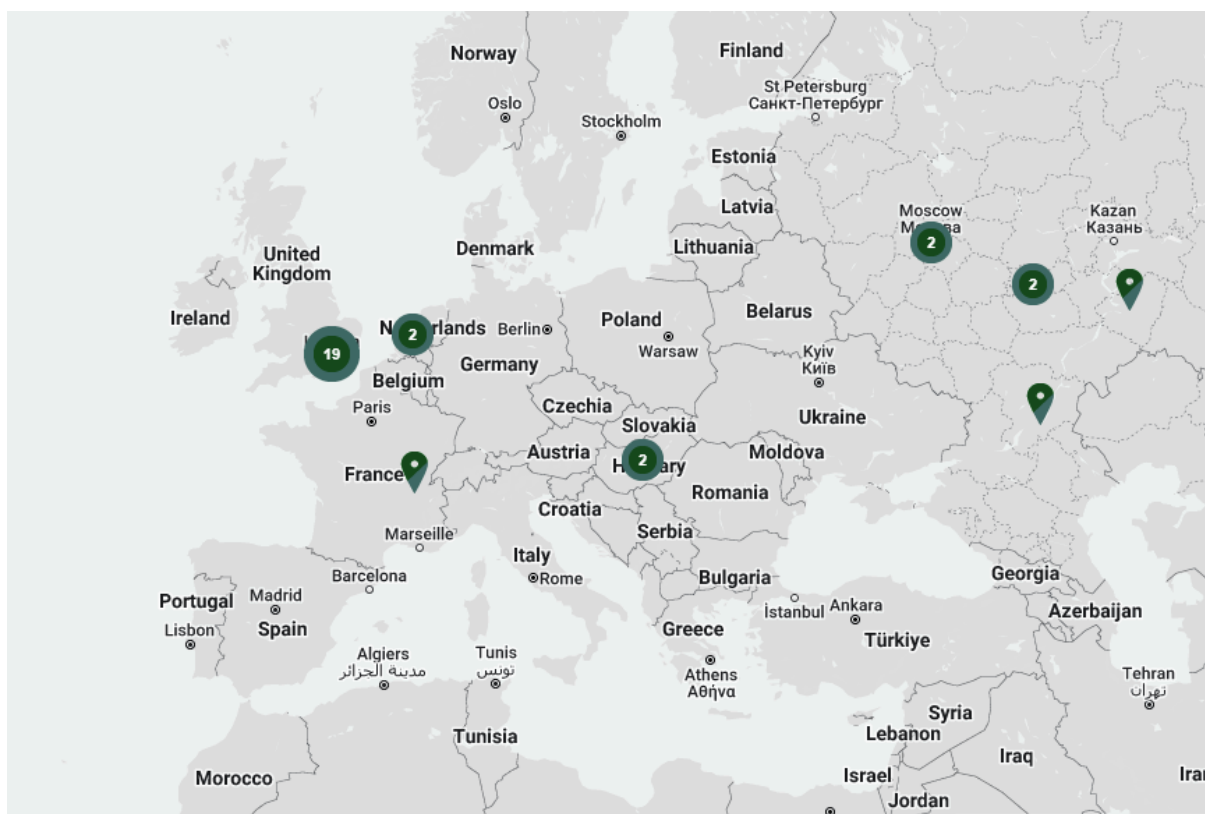 Norway
Finland
Oslo
St Petersburg
Санкт-Петербург
Stockholm
Estonia
Latvia
Moscow
Kazan
Казань
Lithuania
Denmark
2
United
Kingdom
2
Belarus
Ireland
2
Berlin
Poland
19
Warsaw
Germany
Kyiv
Київ
Belgium
Paris
Czechia
Ukraine
Slovakia
Austria
2
Moldova
France
Romania
Croatia
Serbia
Marseille
Italy
Rome
Barcelona
Bulgaria
Georgia
Madrid
Portugal
İstanbul
Ankara
Azerbaijan
Lisbon
Spain
Greece
Türkiye
Algiers
مدينة الجزائر
Tunis
تونس
Athens
Αθήνα
Tehran
تهران
Syria
Tunisia
Lebanon
Iraq
Morocco
Israel
Jordan